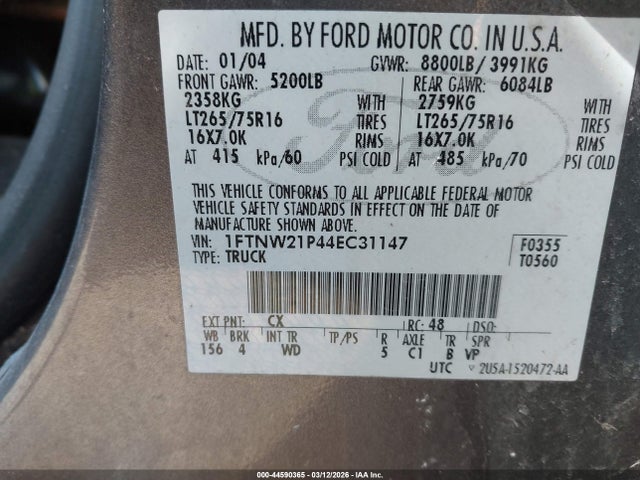 MFD. BY FORD MOTOR CO. IN U.S.A.
DATE: 01/04 GVWR: 8800LB/ 3991KG
FRONT GAWR: 5200LB REAR GAWR: 6084LB
2358KG WITH 2759KG WITH
LT265/75R16 TIRES LT265/75R16 TIRES
16X7.0K RIMS 16X7.0K RIMS
AT 415 kPa/60 PSI COLD AT 485 kPa/70 PSI COLD
Ford
THIS VEHICLE CONFORMS TO ALL APPLICABLE FEDERAL MOTOR
VEHICLE SAFETY STANDARDS IN EFFECT ON THE DATE OF
MANUFACTURE SHOWN ABOVE.
VIN: 1FTNW21P44EC31147 F0355
TYPE: TRUCK T0560
EXT PNT: CX RC: 48 DSO:
WB BRK INT TR TP/PS R AXLE TR SPR
156 4 WD 5 C1 B VP
UTC 2U5A-1520472-AA
000-44590365 - 03/12/2026 - IAA Inc.